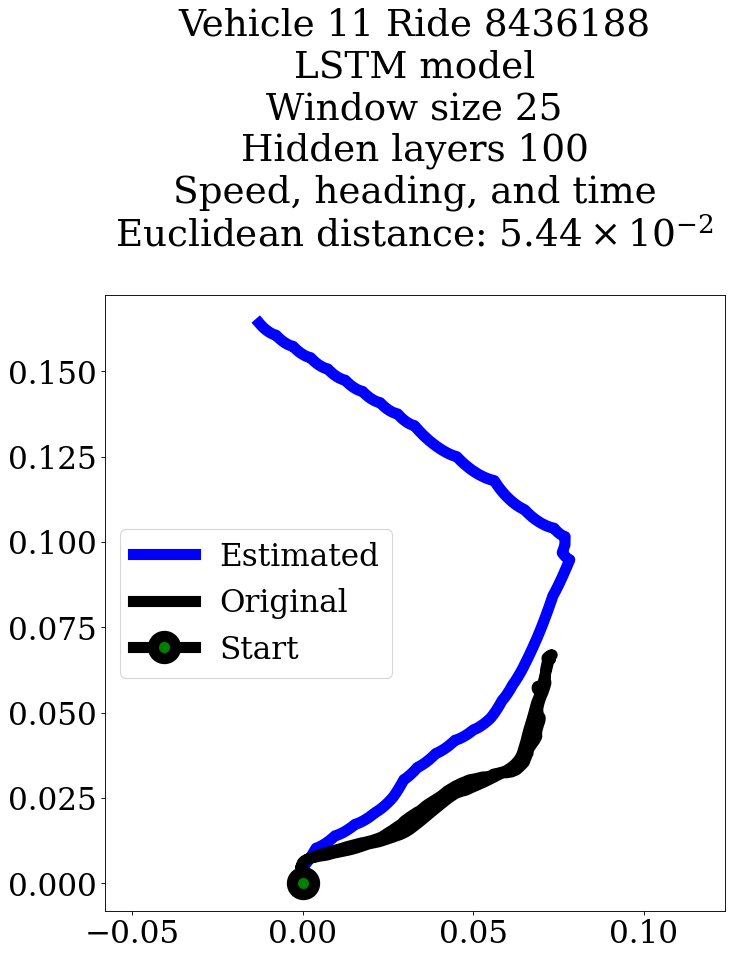 Vehicle 11 Ride 8436188
LSTM model
Window size 25
Hidden layers 100
Speed, heading, and time
Euclidean distance: 5.44 × 10⁻²
0.150
0.125
0.100
0.075
0.050
0.025
0.000
Estimated
Original
Start
−0.05 0.00 0.05 0.10